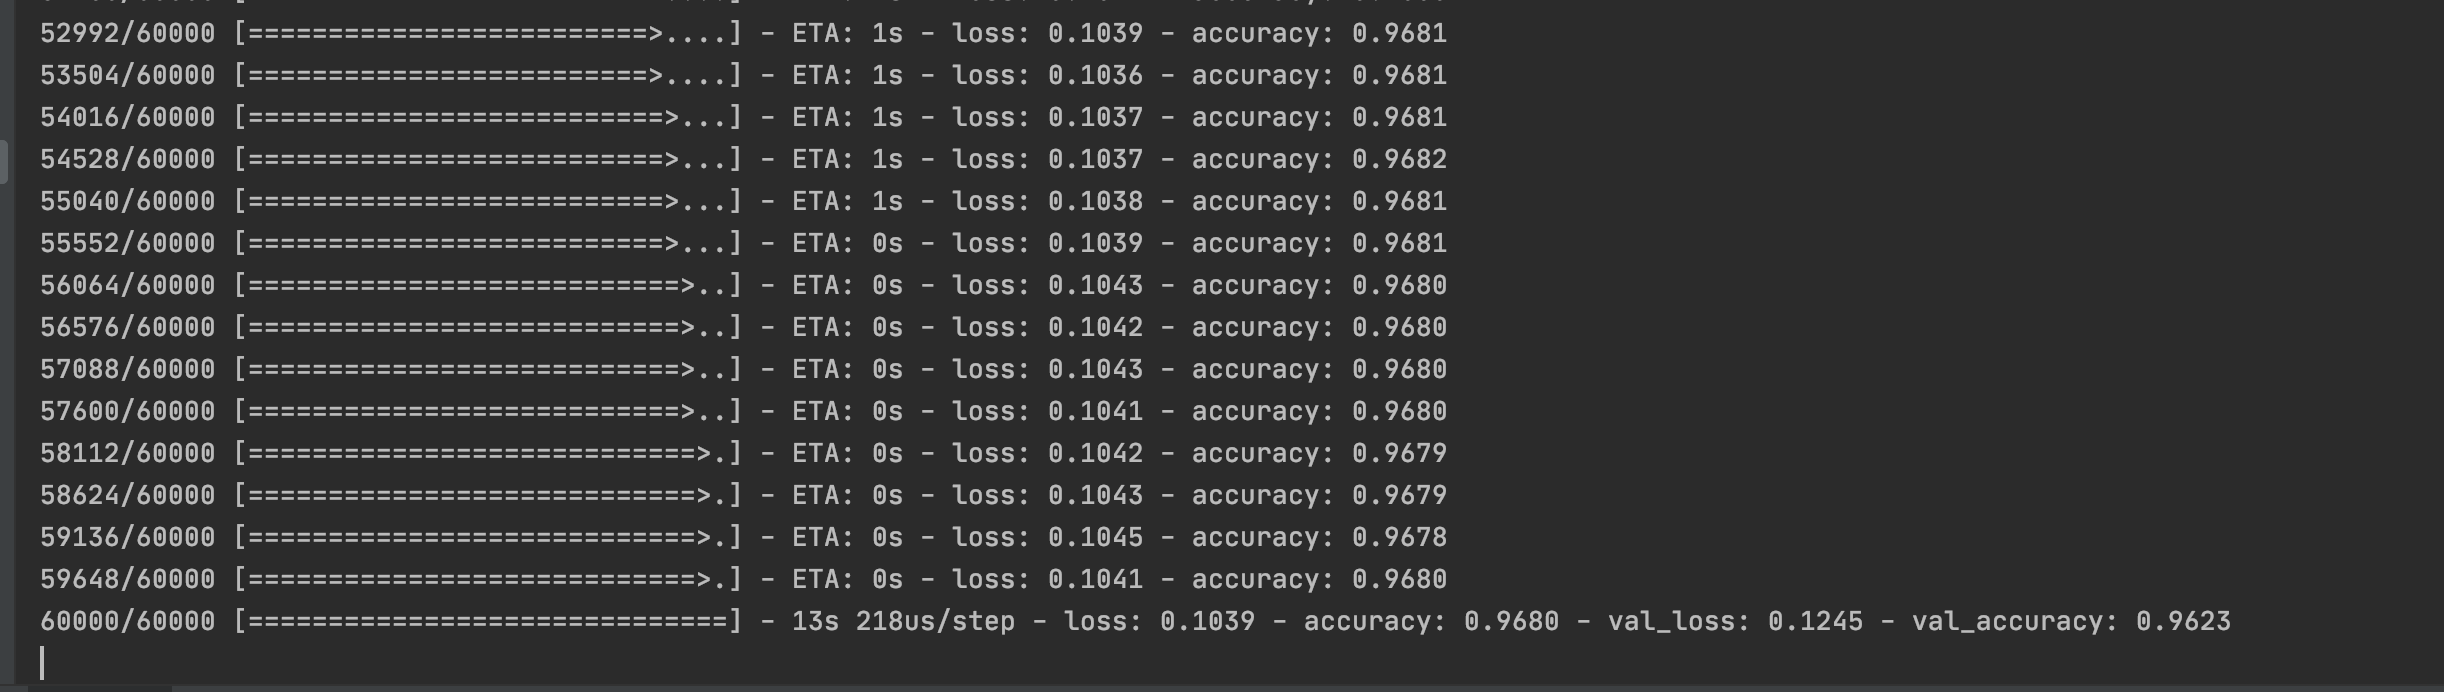 52992/60000 [=========================>....] - ETA: 1s - loss: 0.1039 - accuracy: 0.9681
53504/60000 [=========================>....] - ETA: 1s - loss: 0.1036 - accuracy: 0.9681
54016/60000 [==========================>...] - ETA: 1s - loss: 0.1037 - accuracy: 0.9681
54528/60000 [==========================>...] - ETA: 1s - loss: 0.1037 - accuracy: 0.9682
55040/60000 [==========================>...] - ETA: 1s - loss: 0.1038 - accuracy: 0.9681
55552/60000 [==========================>...] - ETA: 0s - loss: 0.1039 - accuracy: 0.9681
56064/60000 [===========================>..] - ETA: 0s - loss: 0.1043 - accuracy: 0.9680
56576/60000 [===========================>..] - ETA: 0s - loss: 0.1042 - accuracy: 0.9680
57088/60000 [===========================>..] - ETA: 0s - loss: 0.1043 - accuracy: 0.9680
57600/60000 [===========================>..] - ETA: 0s - loss: 0.1041 - accuracy: 0.9680
58112/60000 [============================>.] - ETA: 0s - loss: 0.1042 - accuracy: 0.9679
58624/60000 [============================>.] - ETA: 0s - loss: 0.1043 - accuracy: 0.9679
59136/60000 [============================>.] - ETA: 0s - loss: 0.1045 - accuracy: 0.9678
59648/60000 [============================>.] - ETA: 0s - loss: 0.1041 - accuracy: 0.9680
60000/60000 [==============================] - 13s 218us/step - loss: 0.1039 - accuracy: 0.9680 - val_loss: 0.1245 - val_accuracy: 0.9623